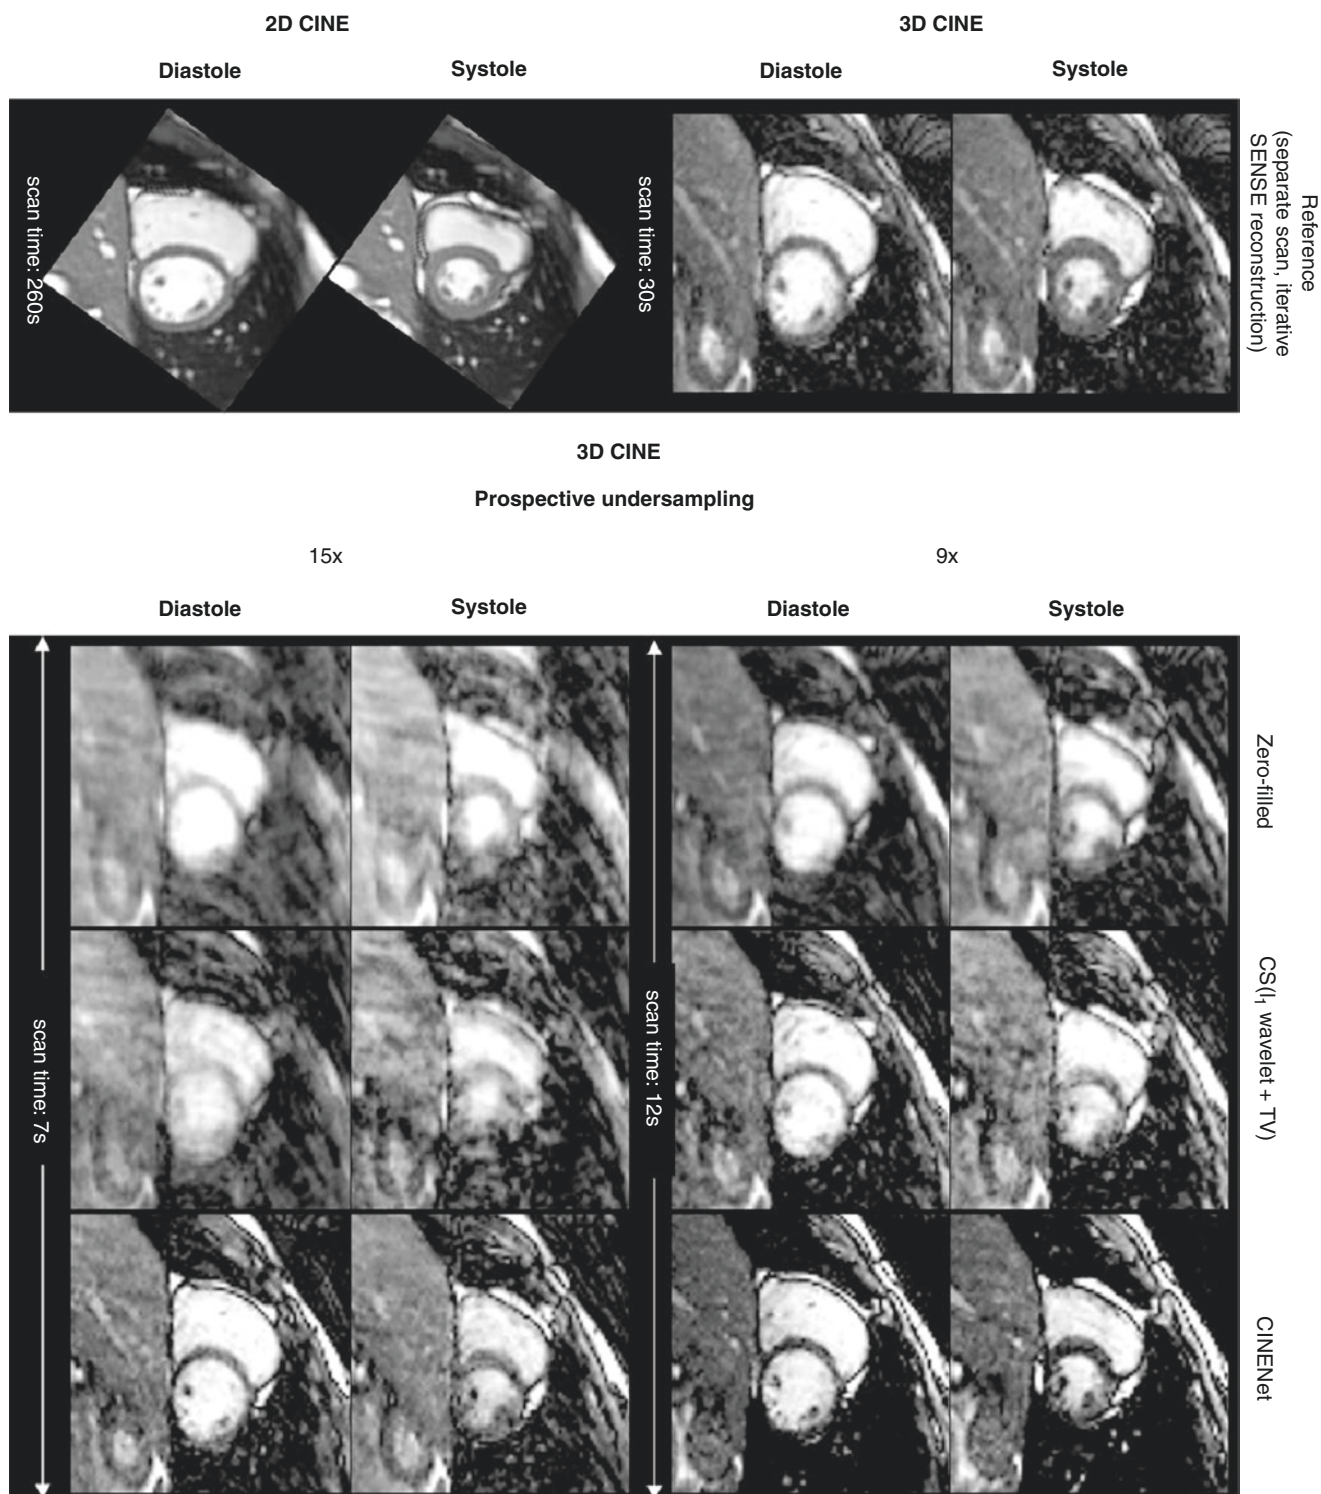 2D CINE
3D CINE
Diastole
Systole
Diastole
Systole
scan time: 260s
scan time: 30s
Reference
(separate scan, iterative
SENSE reconstruction)
3D CINE
Prospective undersampling
15x
9x
Diastole
Systole
Diastole
Systole
scan time: 7s
scan time: 12s
Zero-filled
CS(l₁ wavelet + TV)
CINENet